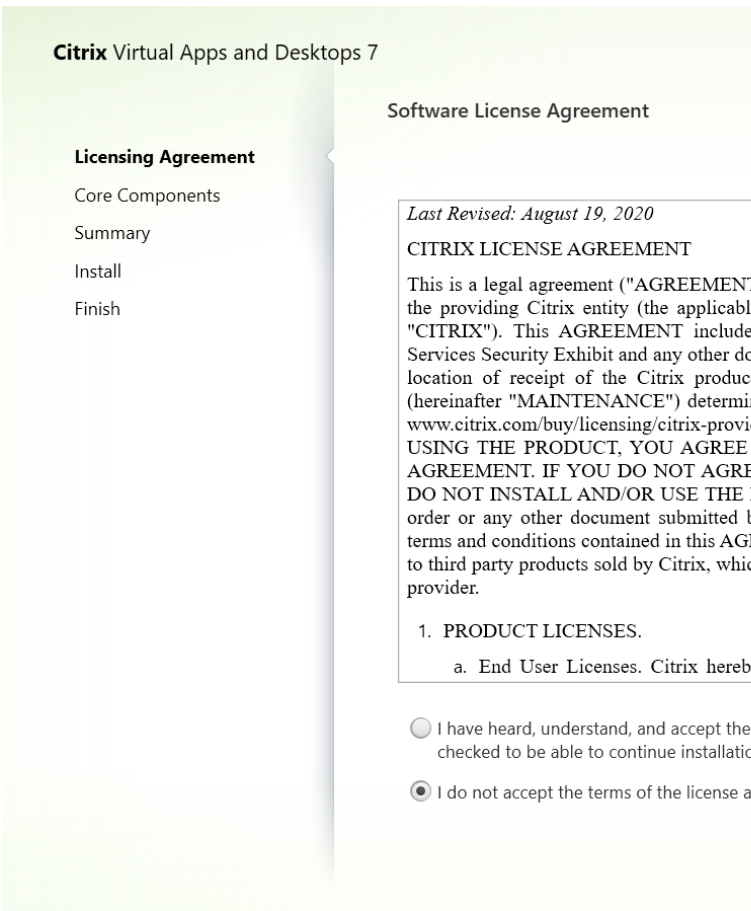 Citrix Virtual Apps and Desktops 7
Licensing Agreement
Core Components
Summary
Install
Finish
Software License Agreement
Last Revised: August 19, 2020
CITRIX LICENSE AGREEMENT
This is a legal agreement ("AGREEMENT
the providing Citrix entity (the applicabl
"CITRIX"). This AGREEMENT include
Services Security Exhibit and any other do
location of receipt of the Citrix produc
(hereinafter "MAINTENANCE") determi
www.citrix.com/buy/licensing/citrix-provi
USING THE PRODUCT, YOU AGREE
AGREEMENT. IF YOU DO NOT AGRE
DO NOT INSTALL AND/OR USE THE
order or any other document submitted b
terms and conditions contained in this AG
to third party products sold by Citrix, whic
provider.
1. PRODUCT LICENSES.
a. End User Licenses. Citrix hereb
I have heard, understand, and accept the
checked to be able to continue installatio
I do not accept the terms of the license a